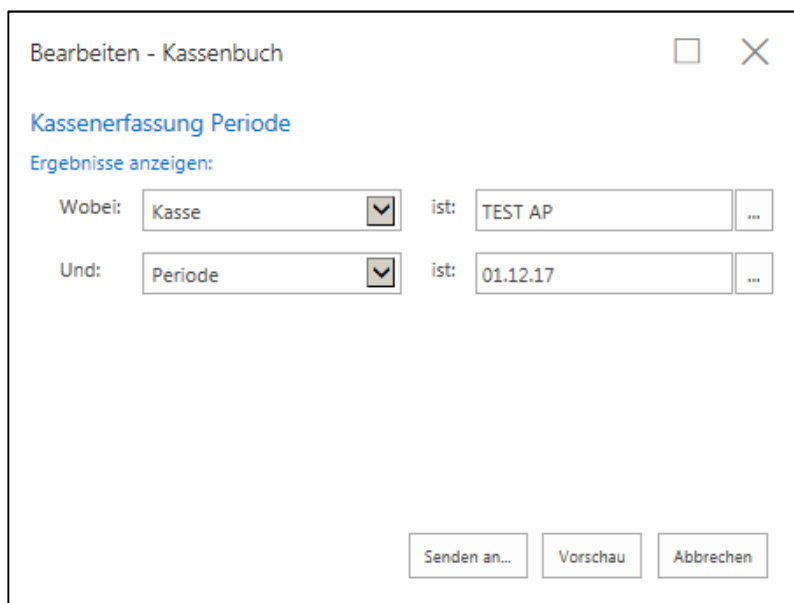 Bearbeiten - Kassenbuch
Kassenerfassung Periode
Ergebnisse anzeigen:
Wobei: Kasse ist: TEST AP ...
Und: Periode ist: 01.12.17 ...
Senden an... Vorschau Abbrechen